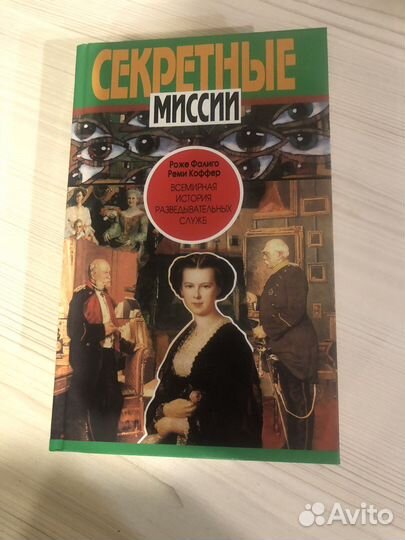 СЕКРЕТНЫЕ
МИССИИ
Роже Фалиго
Реми Коффер
ВСЕМИРНАЯ
ИСТОРИЯ
РАЗВЕДЫВАТЕЛЬНЫХ
СЛУЖБ
Avito